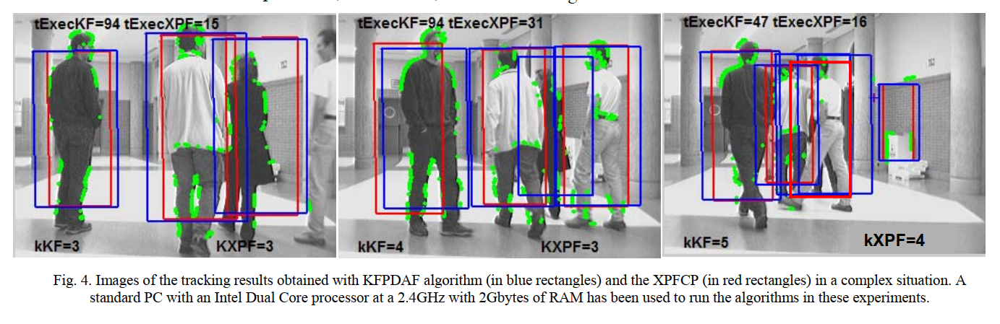 tExecKF=94 tExecXPF=15
kKF=3
KXPF=3
tExecKF=94 tExecXPF=31
kKF=4
KXPF=3
tExecKF=47 tExecXPF=16
kKF=5
kXPF=4
Fig. 4. Images of the tracking results obtained with KFPDAF algorithm (in blue rectangles) and the XPFCP (in red rectangles) in a complex situation. A
standard PC with an Intel Dual Core processor at a 2.4GHz with 2Gbytes of RAM has been used to run the algorithms in these experiments.